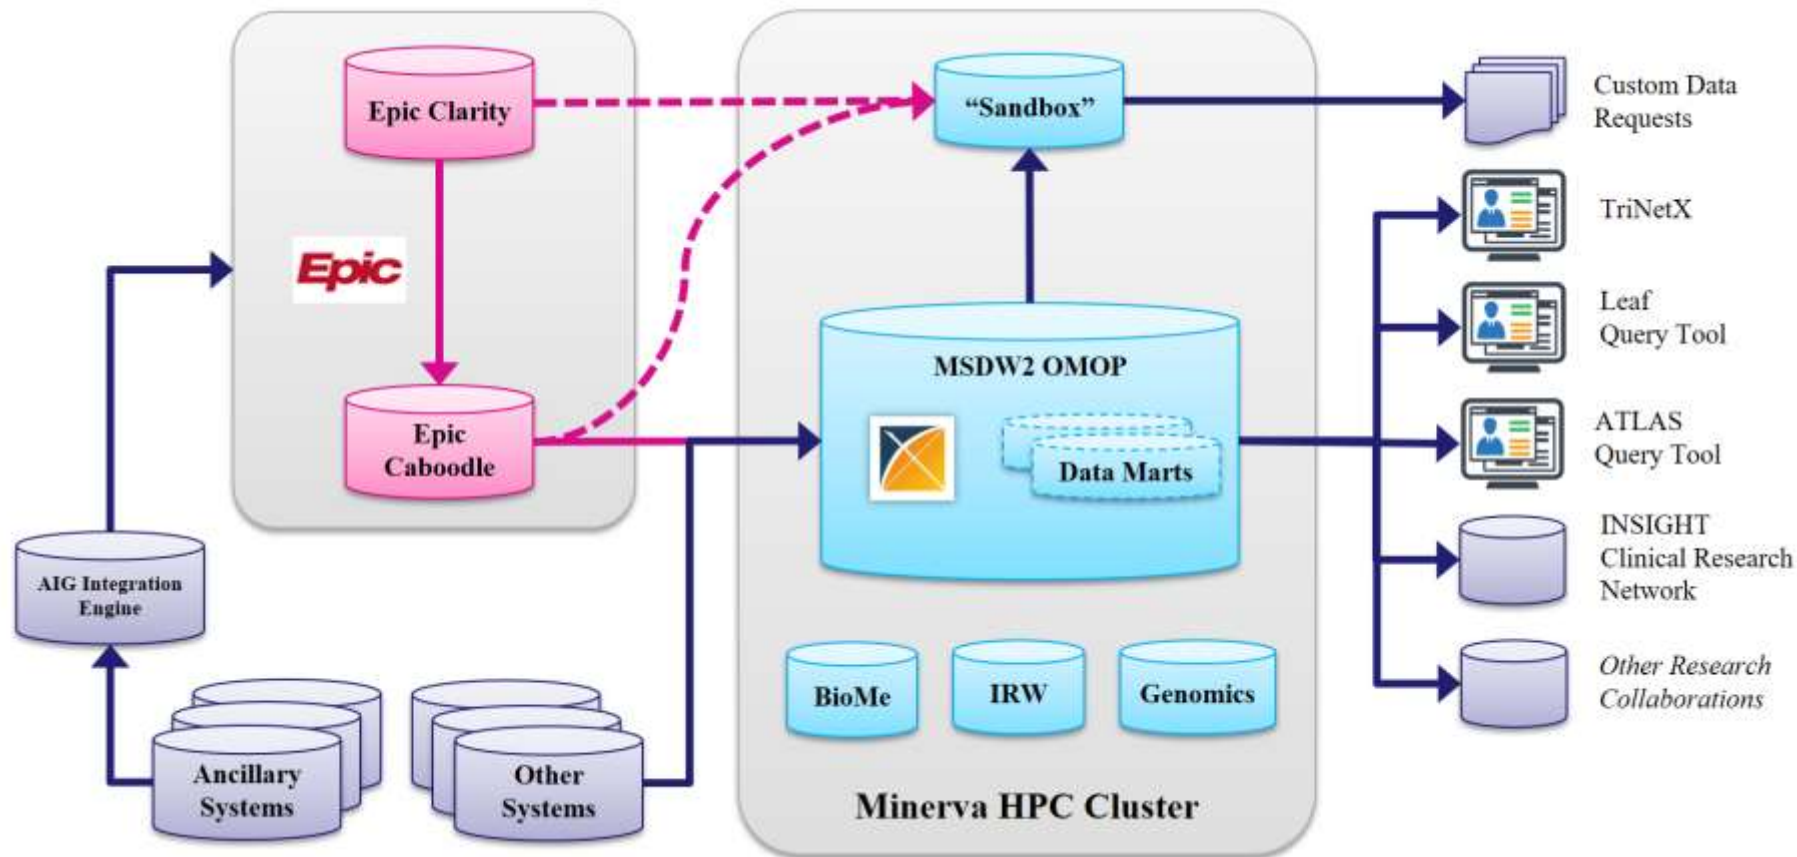 Epic Clarity
Epic
Epic
Caboodle
AIG Integration
Engine
Ancillary
Systems
Other
Systems
“Sandbox”
MSDW2 OMOP
Data Marts
BioMe
IRW
Genomics
Minerva HPC Cluster
Custom Data
Requests
TriNetX
Leaf
Query Tool
ATLAS
Query Tool
INSIGHT
Clinical Research
Network
Other Research
Collaborations